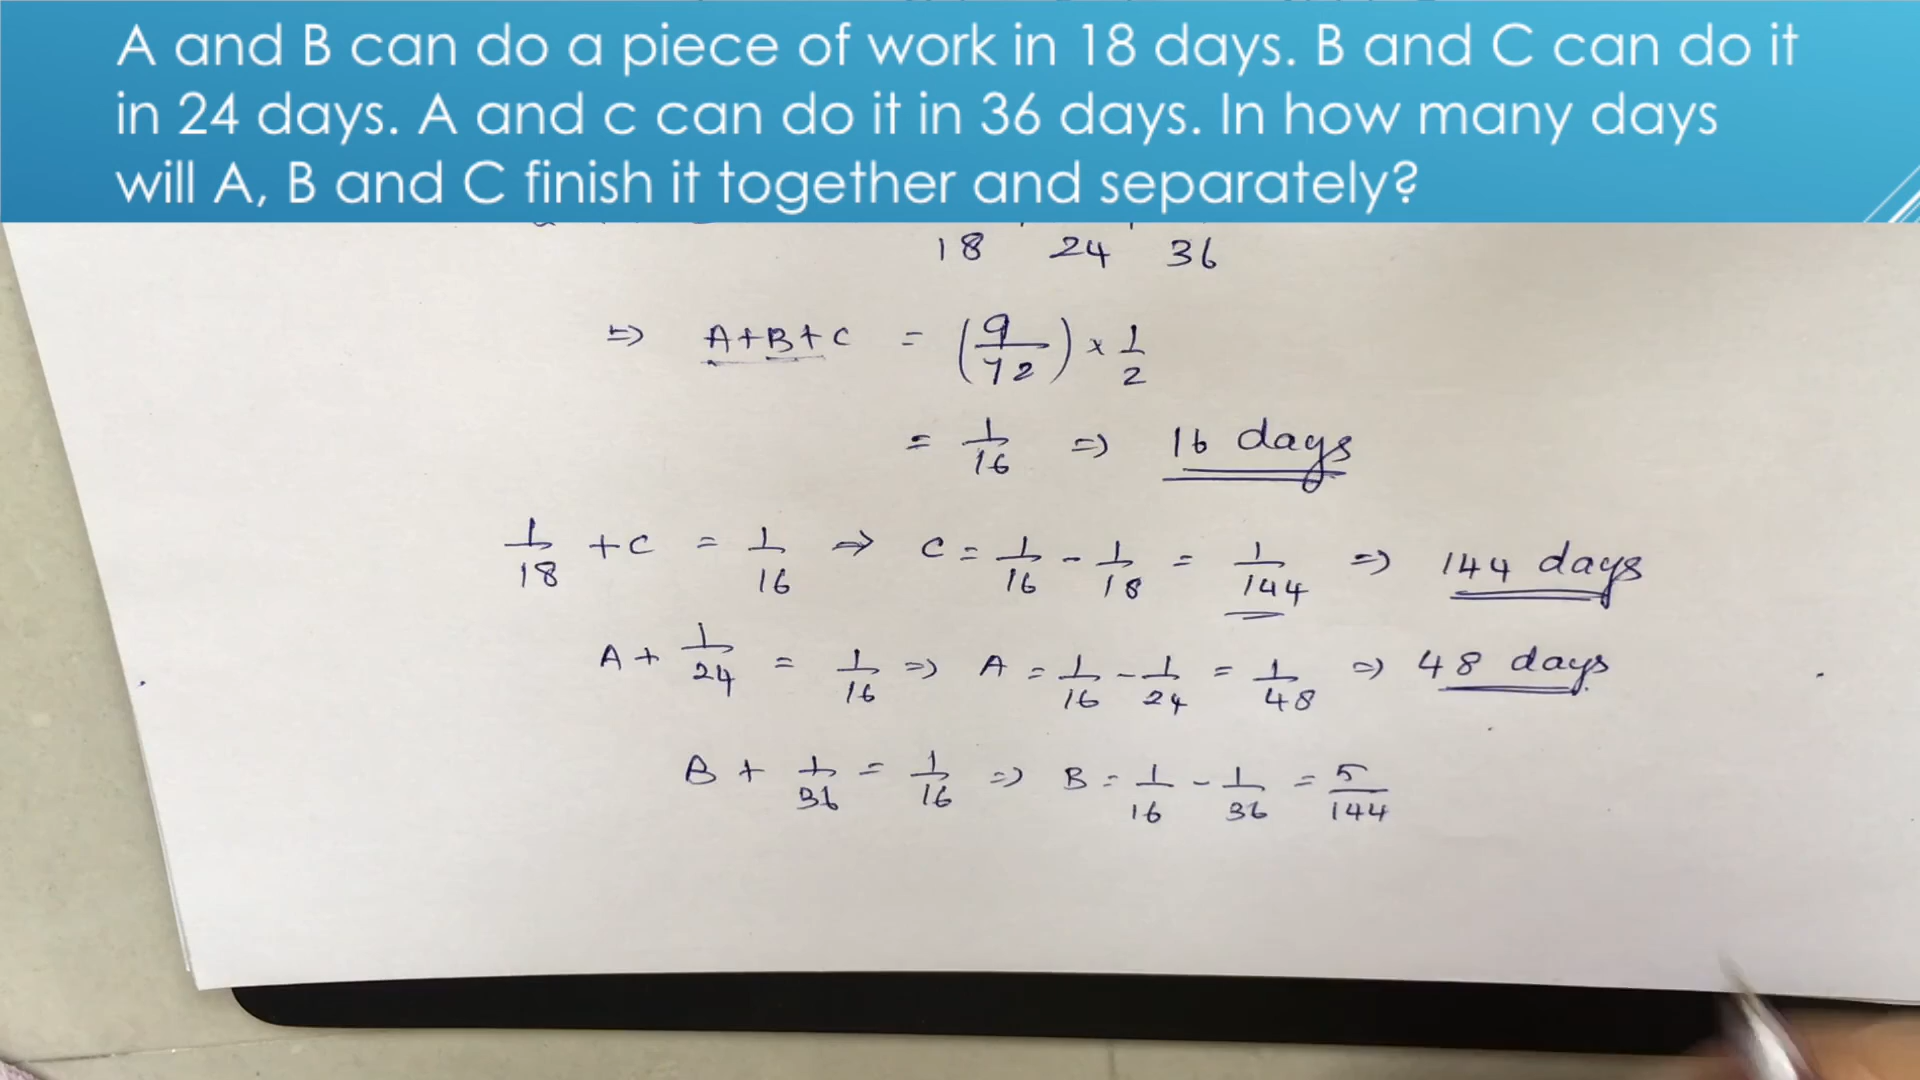 A and B can do a piece of work in 18 days. B and C can do it
in 24 days. A and c can do it in 36 days. In how many days
will A, B and C finish it together and separately?
18 24 36
⇒ A+B+C = (9/72) × 1/2
= 1/16 ⇒ 16 days
1/18 + C = 1/16 ⇒ C = 1/16 - 1/18 = 1/144 ⇒ 144 days
A + 1/24 = 1/16 ⇒ A = 1/16 - 1/24 = 1/48 ⇒ 48 days
B + 1/36 = 1/16 ⇒ B = 1/16 - 1/36 = 5/144